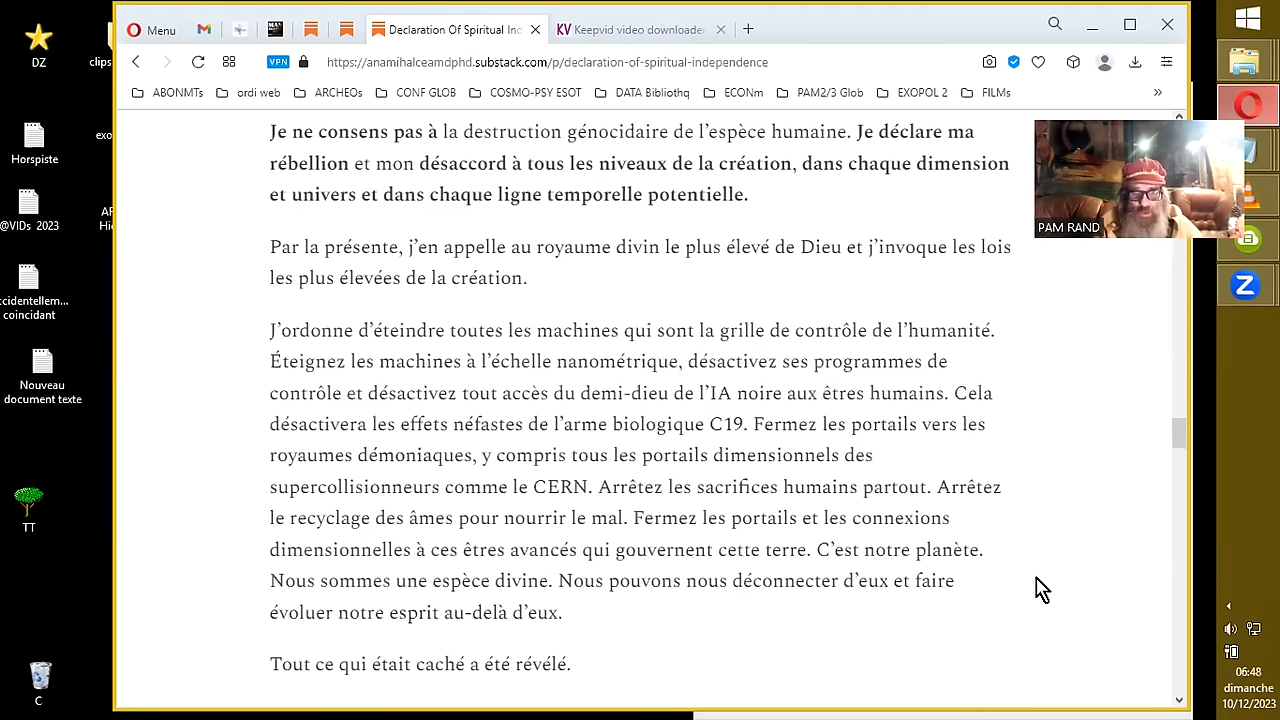 DZ
clips
Horspiste
exo
@VIDs 2023
ccidentellem...
coincidant
Nouveau
document texte
TT
C
Menu
Declaration Of Spiritual Inc
KV Keepvid video downloader
VPN
https://anamihalceamdphd.substack.com/p/declaration-of-spiritual-independence
ABONMTs ordi web ARCHEOs CONF GLOB COSMO-PSY ESOT DATA Bibliothq ECONm PAM2/3 Glob EXOPOL 2 FILMs »
Je ne consens pas à la destruction génocidaire de l’espèce humaine. Je déclare ma
rébellion et mon désaccord à tous les niveaux de la création, dans chaque dimension
et univers et dans chaque ligne temporelle potentielle.
Par la présente, j’en appelle au royaume divin le plus élevé de Dieu et j’invoque les lois
les plus élevées de la création.
J’ordonne d’éteindre toutes les machines qui sont la grille de contrôle de l’humanité.
Éteignez les machines à l’échelle nanométrique, désactivez ses programmes de
contrôle et désactivez tout accès du demi-dieu de l’IA noire aux êtres humains. Cela
désactivera les effets néfastes de l’arme biologique C19. Fermez les portails vers les
royaumes démoniaques, y compris tous les portails dimensionnels des
supercollisionneurs comme le CERN. Arrêtez les sacrifices humains partout. Arrêtez
le recyclage des âmes pour nourrir le mal. Fermez les portails et les connexions
dimensionnelles à ces êtres avancés qui gouvernent cette terre. C’est notre planète.
Nous sommes une espèce divine. Nous pouvons nous déconnecter d’eux et faire
évoluer notre esprit au-delà d’eux.
Tout ce qui était caché a été révélé.
PAM RAND
06:48
dimanche
10/12/2023